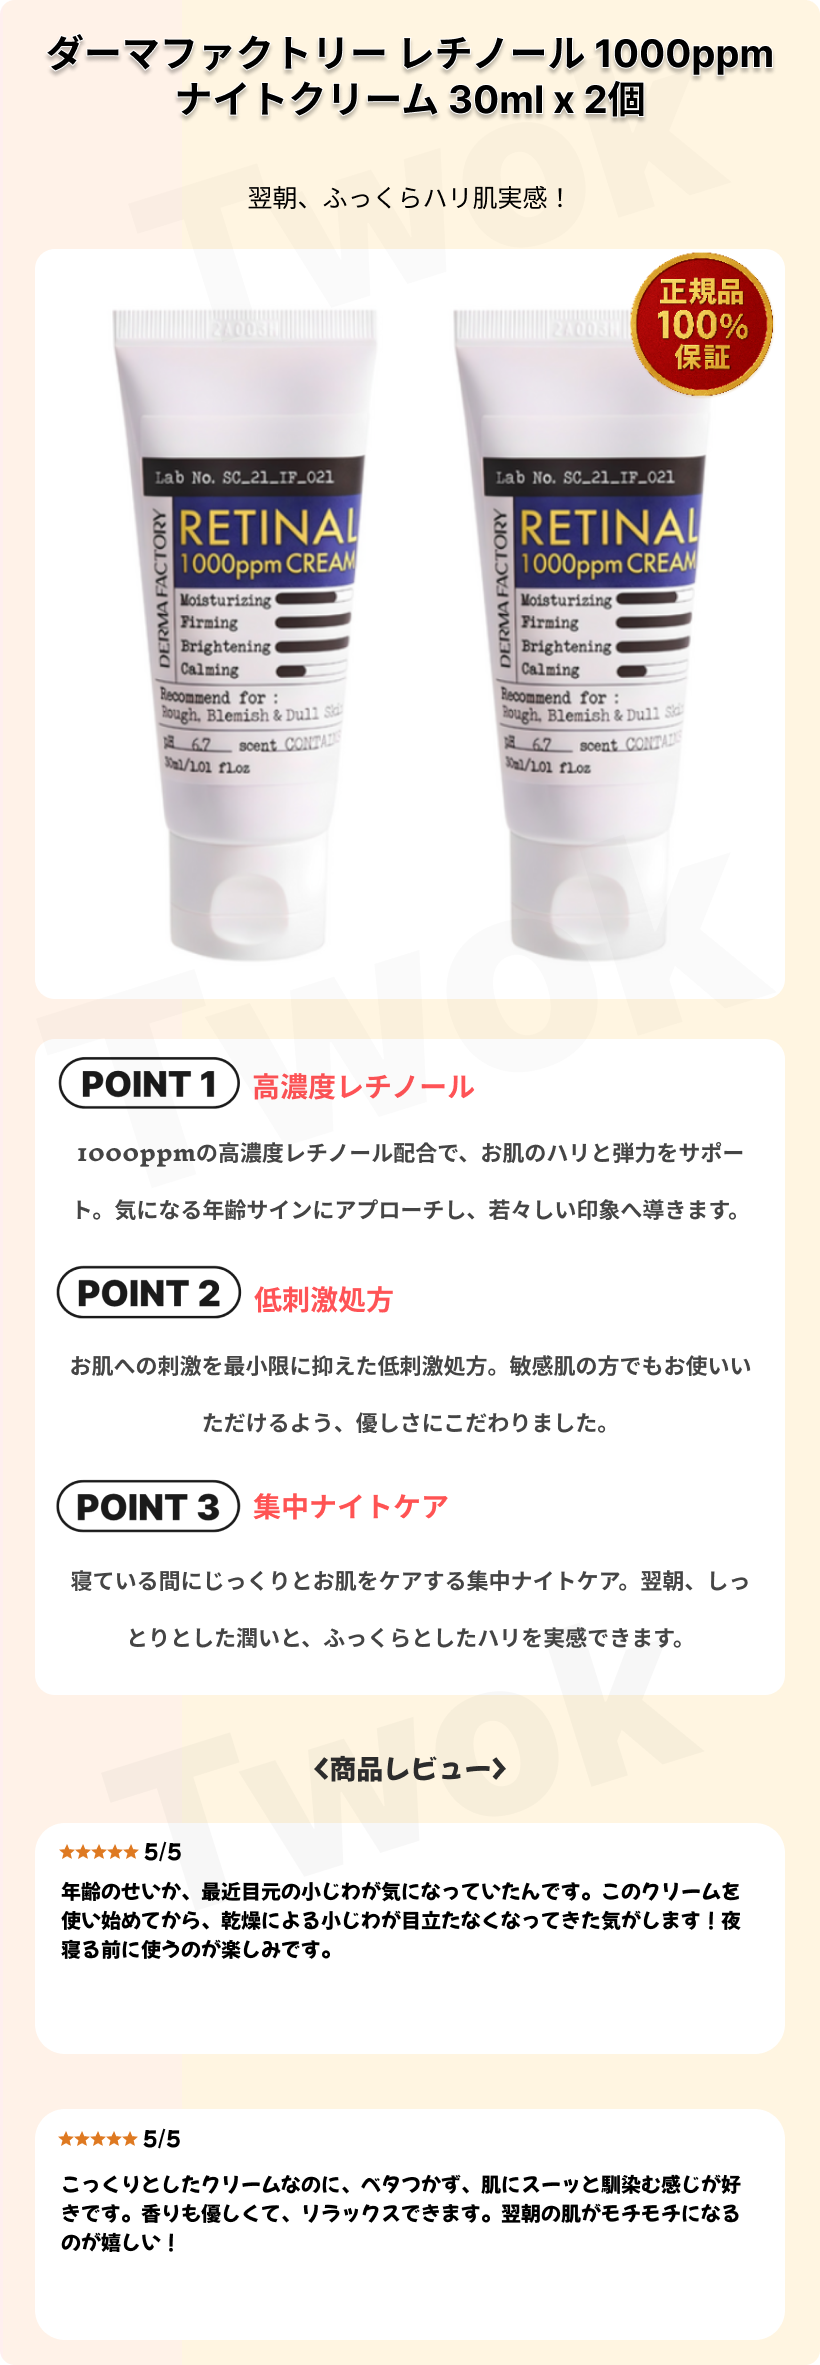 ダーマファクトリー レチノール 1000ppm
ナイトクリーム 30ml x 2個
翌朝、ふっくらハリ肌実感！
正規品
100%
保証
Lab No. SC_21_IF_021
DERMA FACTORY
RETINAL
1000ppm CREAM
Moisturizing
Firming
Brightening
Calming
Recommend for :
Rough, Blemish & Dull Skin
pH 6.7 scent CONTAINS
30ml/1.01 fl.oz
Lab No. SC_21_IF_021
DERMA FACTORY
RETINAL
1000ppm CREAM
Moisturizing
Firming
Brightening
Calming
Recommend for :
Rough, Blemish & Dull Skin
pH 6.7 scent CONTAINS
30ml/1.01 fl.oz
Twok
Twok
POINT 1 高濃度レチノール
1000ppmの高濃度レチノール配合で、お肌のハリと弾力をサポー
ト。気になる年齢サインにアプローチし、若々しい印象へ導きます。
POINT 2 低刺激処方
お肌への刺激を最小限に抑えた低刺激処方。敏感肌の方でもお使いい
ただけるよう、優しさにこだわりました。
POINT 3 集中ナイトケア
寝ている間にじっくりとお肌をケアする集中ナイトケア。翌朝、しっ
とりとした潤いと、ふっくらとしたハリを実感できます。
Twok
<商品レビュー>
★★★★★ 5/5
年齢のせいか、最近目元の小じわが気になっていたんです。このクリームを
使い始めてから、乾燥による小じわが目立たなくなってきた気がします！夜
寝る前に使うのが楽しみです。
★★★★★ 5/5
こっくりとしたクリームなのに、ベタつかず、肌にスーッと馴染む感じが好
きです。香りも優しくて、リラックスできます。翌朝の肌がモチモチになる
のが嬉しい！